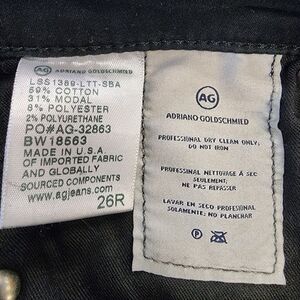 AG ADRIANO GOLDSCHMIED
LSS1389-LTT-SBA
59% COTTON
31% MODAL
8% POLYESTER
2% POLYURETHANE
PO#AG-32863
BW18563
MADE IN U.S.A.
OF IMPORTED FABRIC
AND GLOBALLY
SOURCED COMPONENTS
www.agjeans.com
26R
AG
ADRIANO GOLDSCHMIED
PROFESSIONAL DRY CLEAN ONLY;
DO NOT IRON
PROFESSINAL NETTOYAGE A SEC
SEULEMENT;
NE PAS REPASSER
LAVAR EN SECO PROFESIONAL
SOLAMENTE; NO PLANCHAR
P